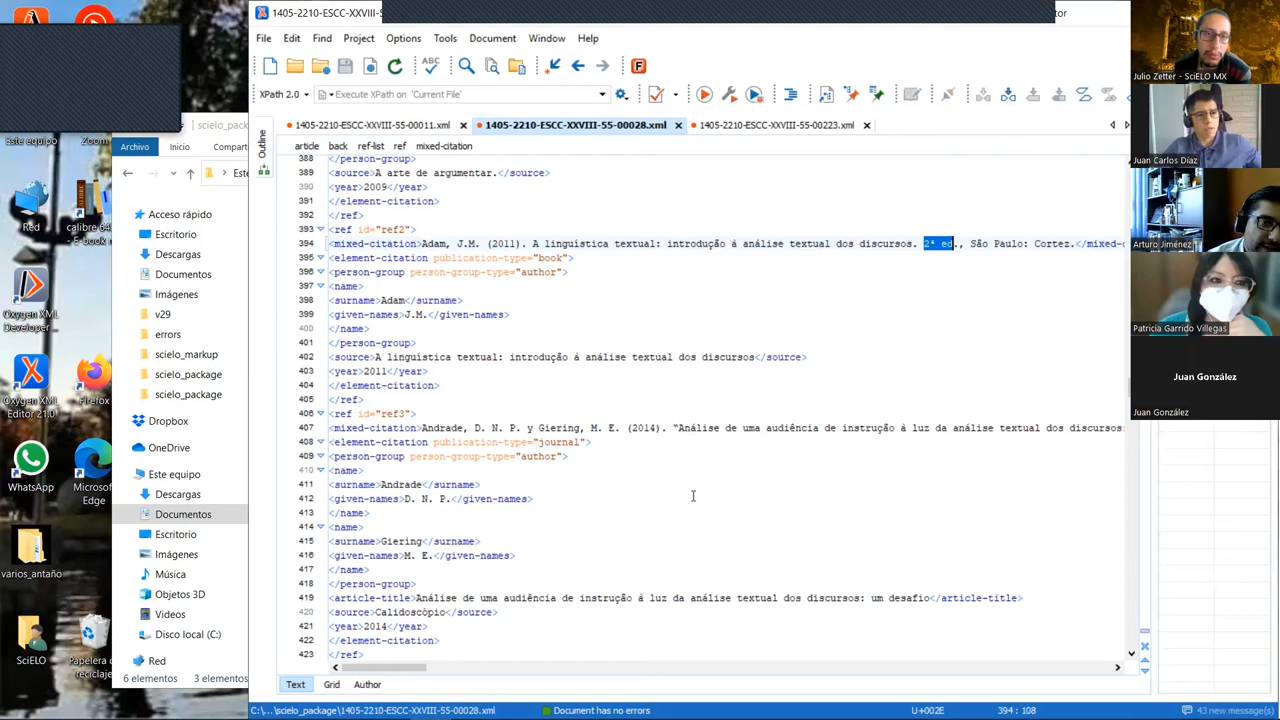 1405-2210-ESCC-XXVIII-5
tor
File Edit Find Project Options Tools Document Window Help
ABC
F
XPath 2.0 Execute XPath on 'Current File'
1405-2210-ESCC-XXVIII-55-00011.xml
1405-2210-ESCC-XXVIII-55-00028.xml
1405-2210-ESCC-XXVIII-55-00223.xml
article back ref-list ref mixed-citation
Outline
388 </person-group>
389 <source>A arte de argumentar.</source>
390 <year>2009</year>
391 </element-citation>
392 </ref>
393 <ref id="ref2">
394 <mixed-citation>Adam, J.M. (2011). A linguística textual: introdução à análise textual dos discursos. 2ª ed., São Paulo: Cortez.</mixed-c
395 <element-citation publication-type="book">
396 <person-group person-group-type="author">
397 <name>
398 <surname>Adam</surname>
399 <given-names>J.M.</given-names>
400 </name>
401 </person-group>
402 <source>A linguística textual: introdução à análise textual dos discursos</source>
403 <year>2011</year>
404 </element-citation>
405 </ref>
406 <ref id="ref3">
407 <mixed-citation>Andrade, D. N. P. y Giering, M. E. (2014). “Análise de uma audiência de instrução à luz da análise textual dos discursos:
408 <element-citation publication-type="journal">
409 <person-group person-group-type="author">
410 <name>
411 <surname>Andrade</surname>
412 <given-names>D. N. P.</given-names>
413 </name>
414 <name>
415 <surname>Giering</surname>
416 <given-names>M. E.</given-names>
417 </name>
418 </person-group>
419 <article-title>Análise de uma audiência de instrução à luz da análise textual dos discursos: um desafio</article-title>
420 <source>Calidoscópio</source>
421 <year>2014</year>
422 </element-citation>
423 </ref>
Text Grid Author
C:\...\scielo_package\1405-2210-ESCC-XXVIII-55-00028.xml Document has no errors U+002E 394 : 108 43 new message(s)
Este equipo
Zoom
Red
calibre 64
E-book m
Oxygen XML
Developer ...
Oxygen XML
Editor 21.0
Firefox
WhatsApp
Microsof
Edge
varios_antaño
SciELO
Papelera c
reciclaje
scielo_pack
Archivo Inicio Compart
Este
Acceso rápido
Escritorio
Descargas
Documentos
Imágenes
v29
errors
scielo_markup
scielo_package
scielo_package
Dropbox
OneDrive
Este equipo
Descargas
Documentos
Escritorio
Imágenes
Música
Objetos 3D
Videos
Disco local (C:)
Red
6 elementos 3 elementos
Julio Zetter - SciELO MX
Juan Carlos Díaz
Arturo Jiménez
Patricia Garrido Villegas
Juan González
Juan González